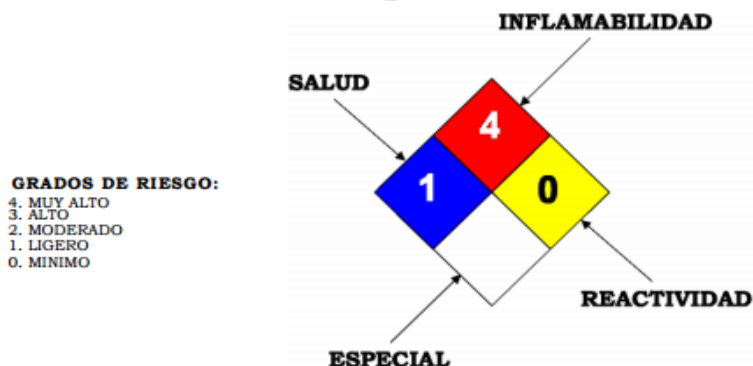 INFLAMABILIDAD
SALUD
4
1
0
GRADOS DE RIESGO:
4. MUY ALTO
3. ALTO
2. MODERADO
1. LIGERO
0. MINIMO
REACTIVIDAD
ESPECIAL